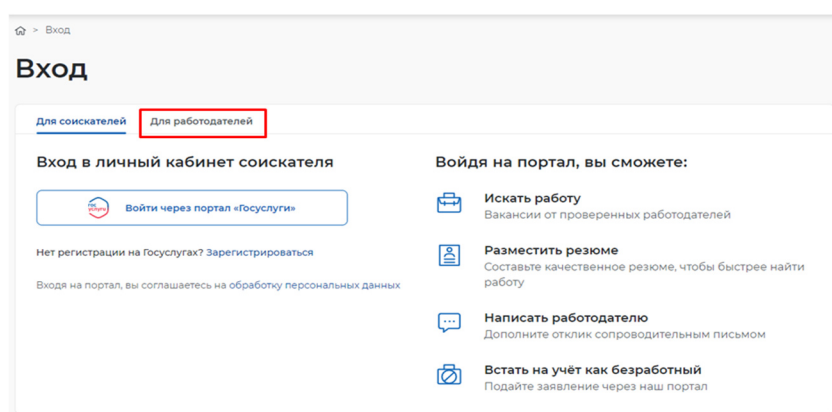 > Вход
Вход
Для соискателей Для работодателей
Вход в личный кабинет соискателя
гос услуги Войти через портал «Госуслуги»
Нет регистрации на Госуслугах? Зарегистрироваться
Входя на портал, вы соглашаетесь на обработку персональных данных
Войдя на портал, вы сможете:
Искать работу
Вакансии от проверенных работодателей
Разместить резюме
Составьте качественное резюме, чтобы быстрее найти
работу
Написать работодателю
Дополните отклик сопроводительным письмом
Встать на учёт как безработный
Подайте заявление через наш портал